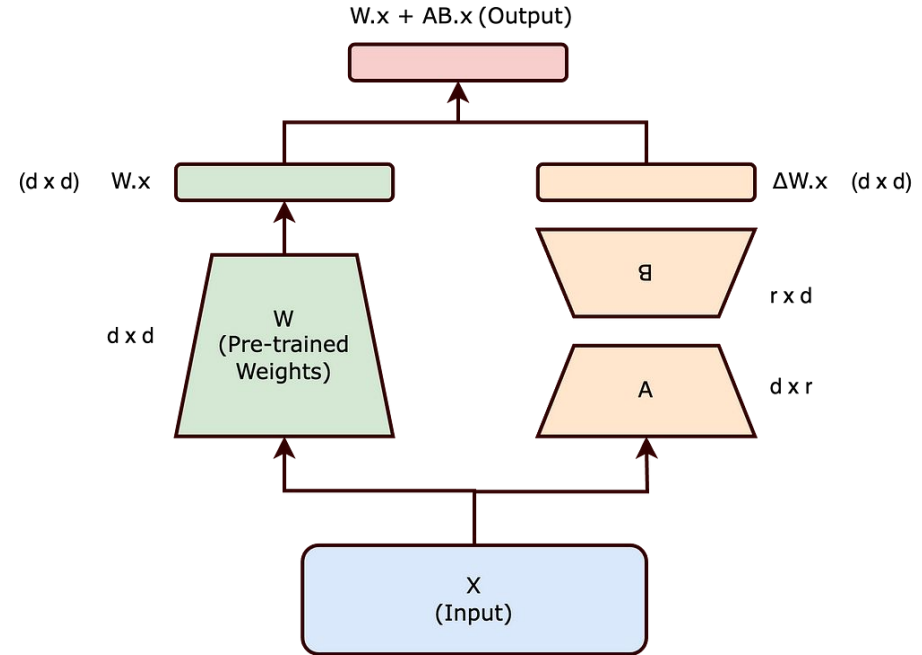 W.x + AB.x (Output)
(d x d) W.x
ΔW.x (d x d)
B
r x d
W
(Pre-trained
Weights)
d x d
A
d x r
X
(Input)